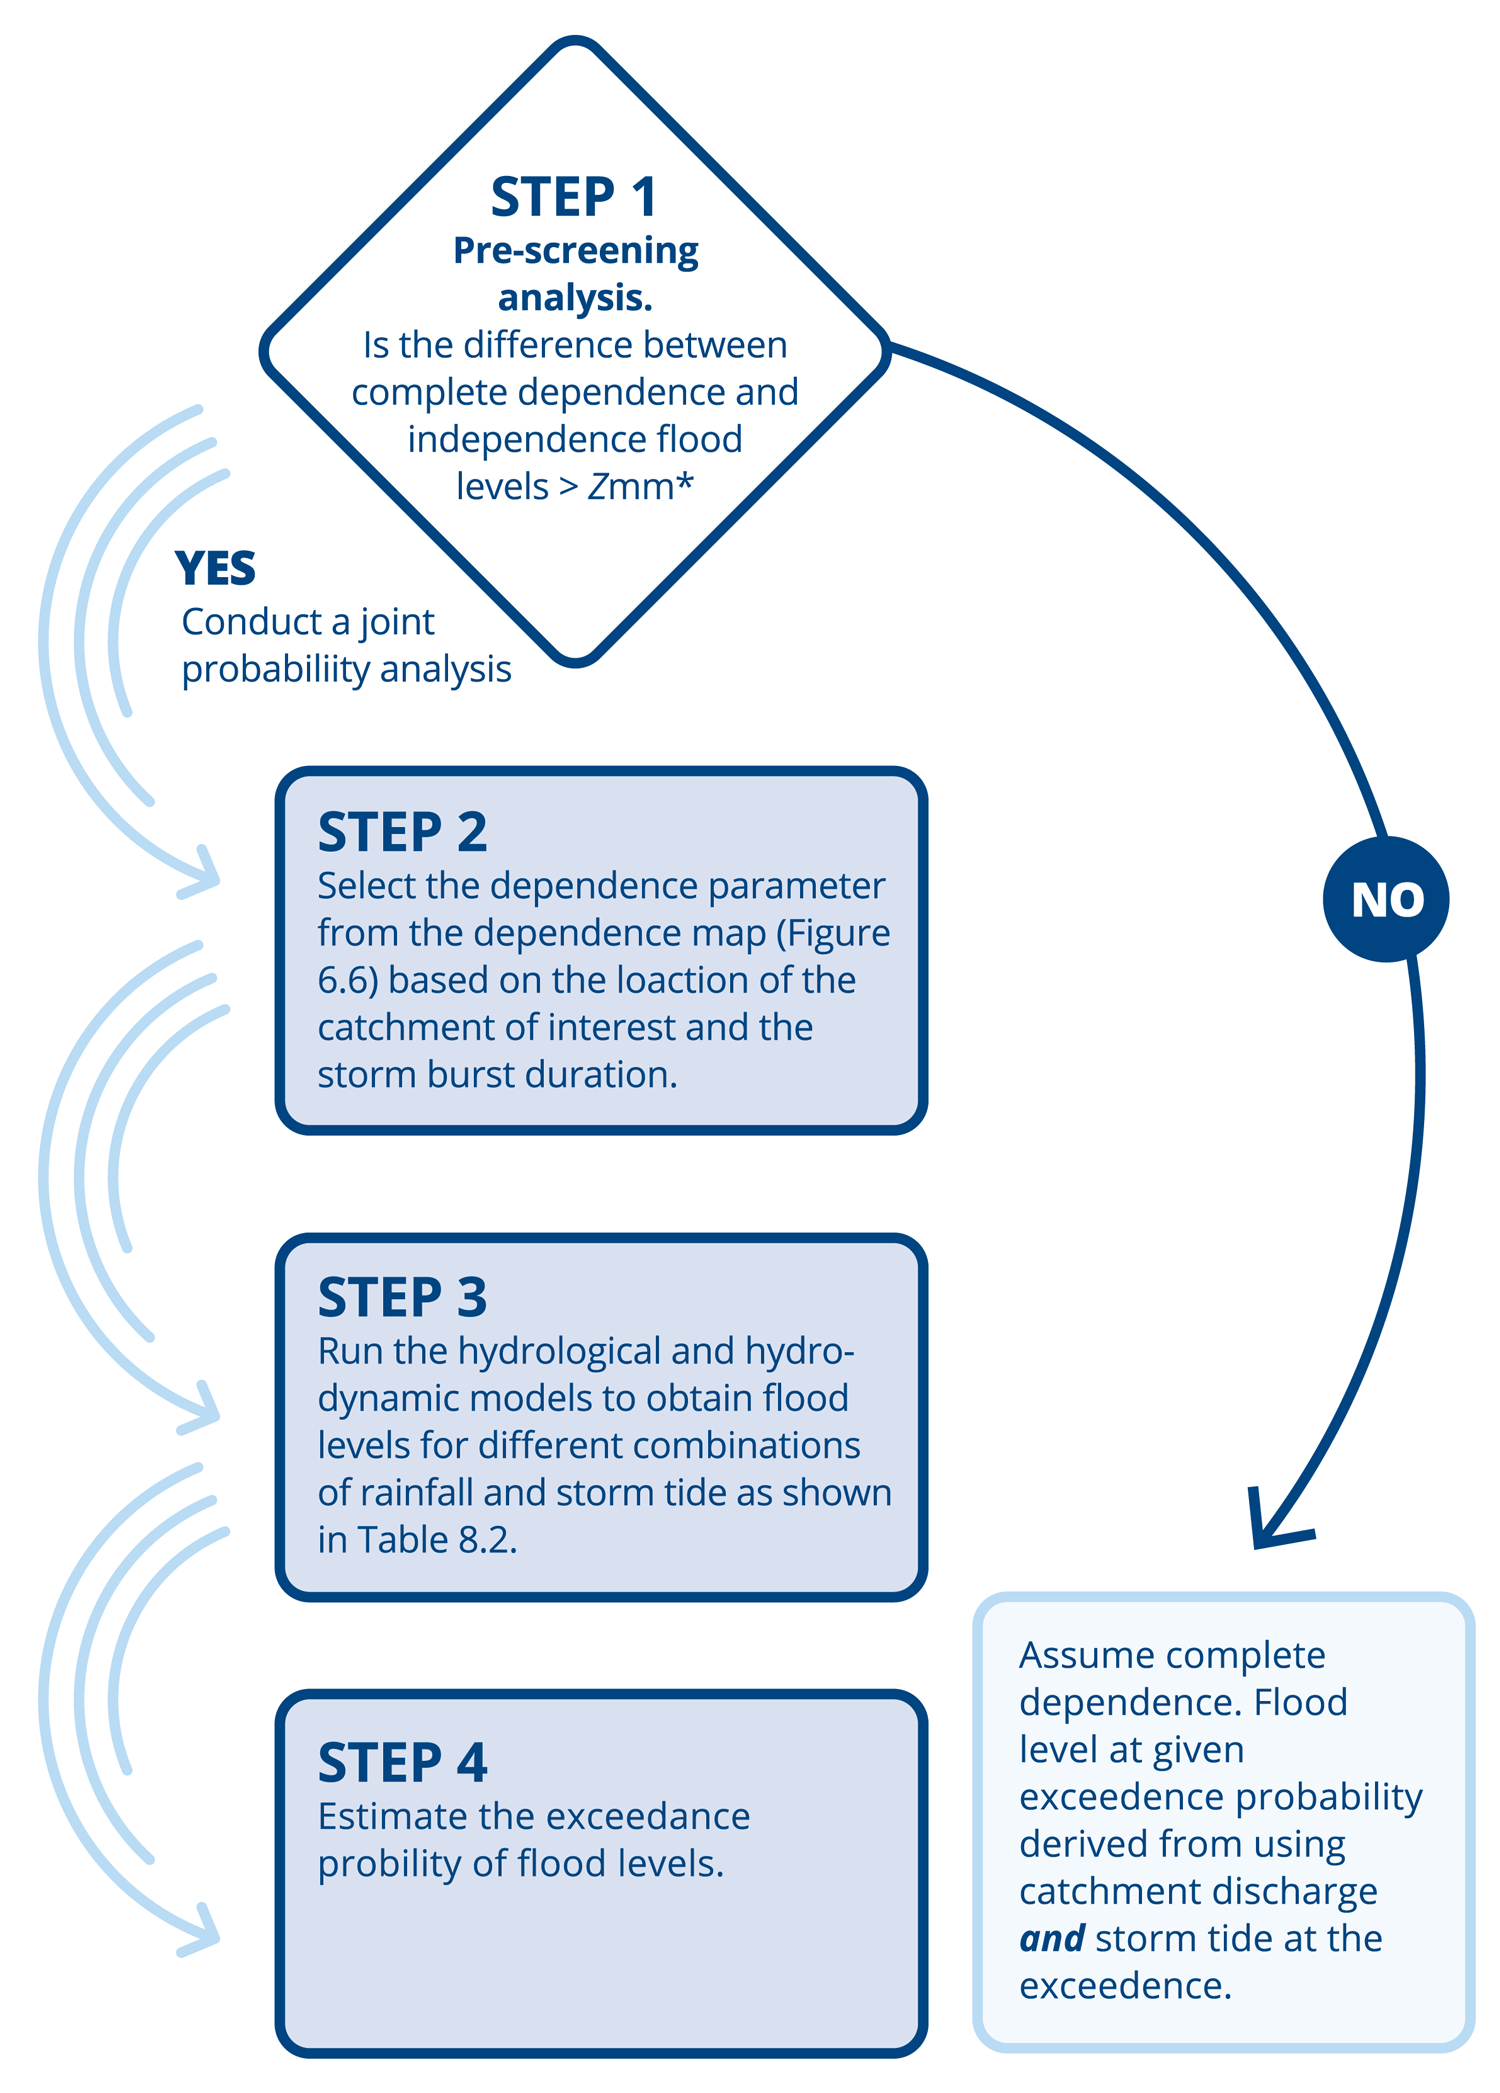 STEP 1
Pre-screening
analysis.
Is the difference between
complete dependence and
independence flood
levels > Zmm*
YES
Conduct a joint
probabiliity analysis
STEP 2
Select the dependence parameter
from the dependence map (Figure
6.6) based on the loaction of the
catchment of interest and the
storm burst duration.
NO
STEP 3
Run the hydrological and hydro-
dynamic models to obtain flood
levels for different combinations
of rainfall and storm tide as shown
in Table 8.2.
STEP 4
Estimate the exceedance
probility of flood levels.
Assume complete
dependence. Flood
level at given
exceedence probability
derived from using
catchment discharge
and storm tide at the
exceedence.